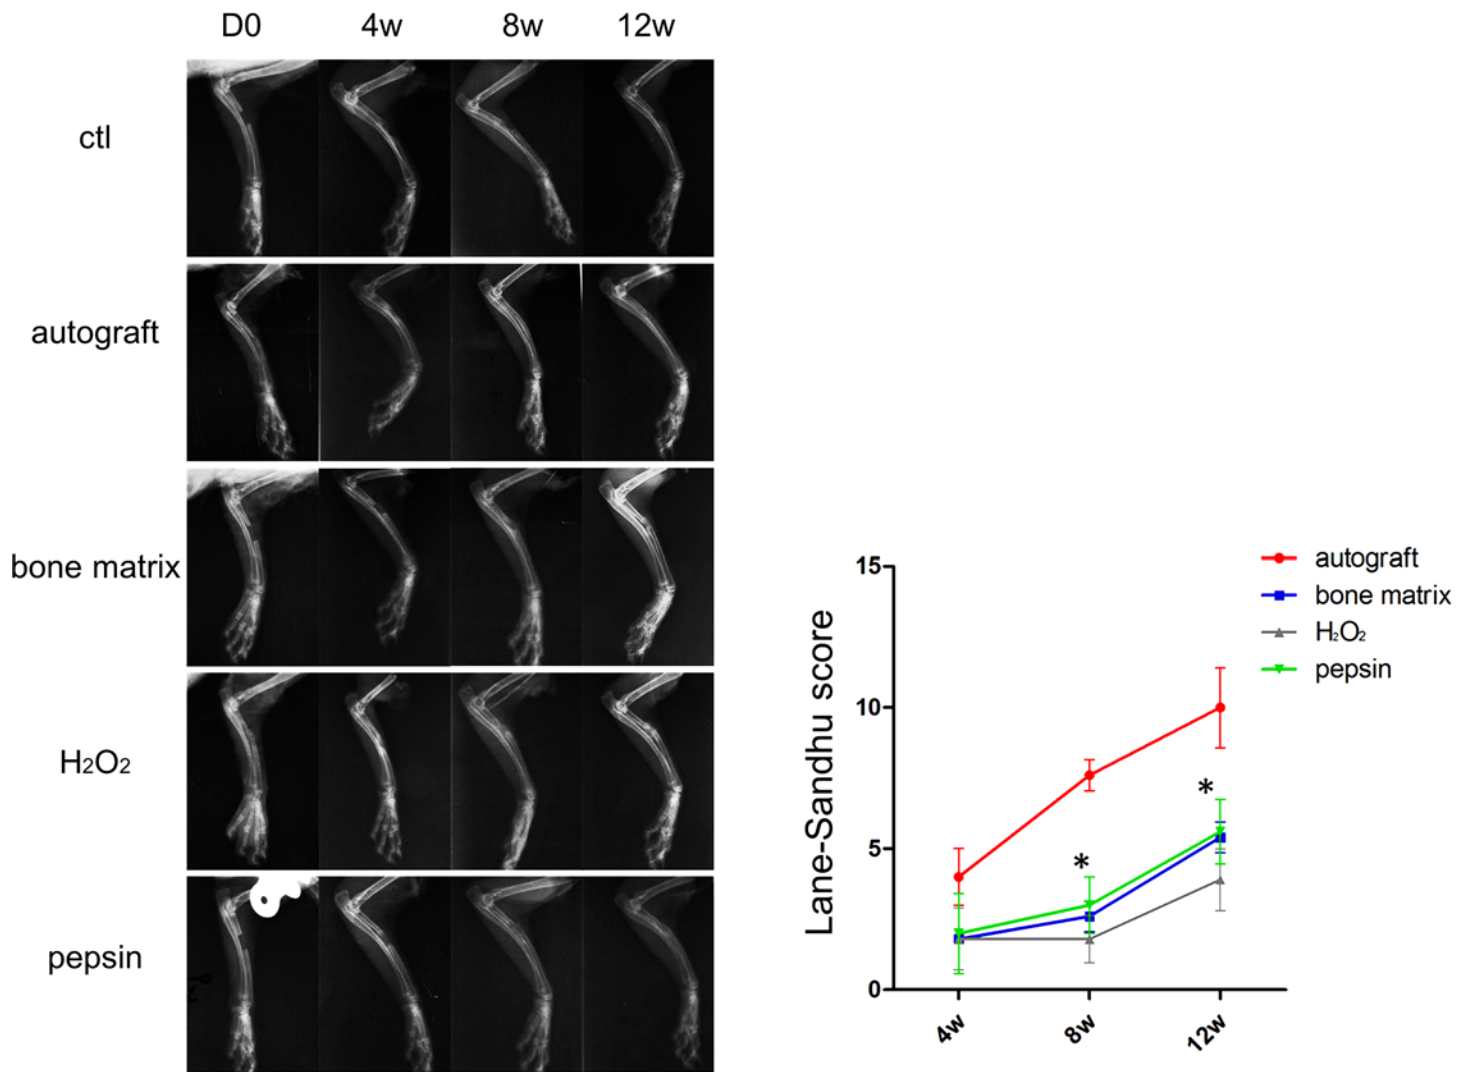 D0 4w 8w 12w
ctl
autograft
bone matrix
H₂O₂
pepsin
Lane-Sandhu score
15
10
5
0
4w 8w 12w
*
*
autograft
bone matrix
H₂O₂
pepsin